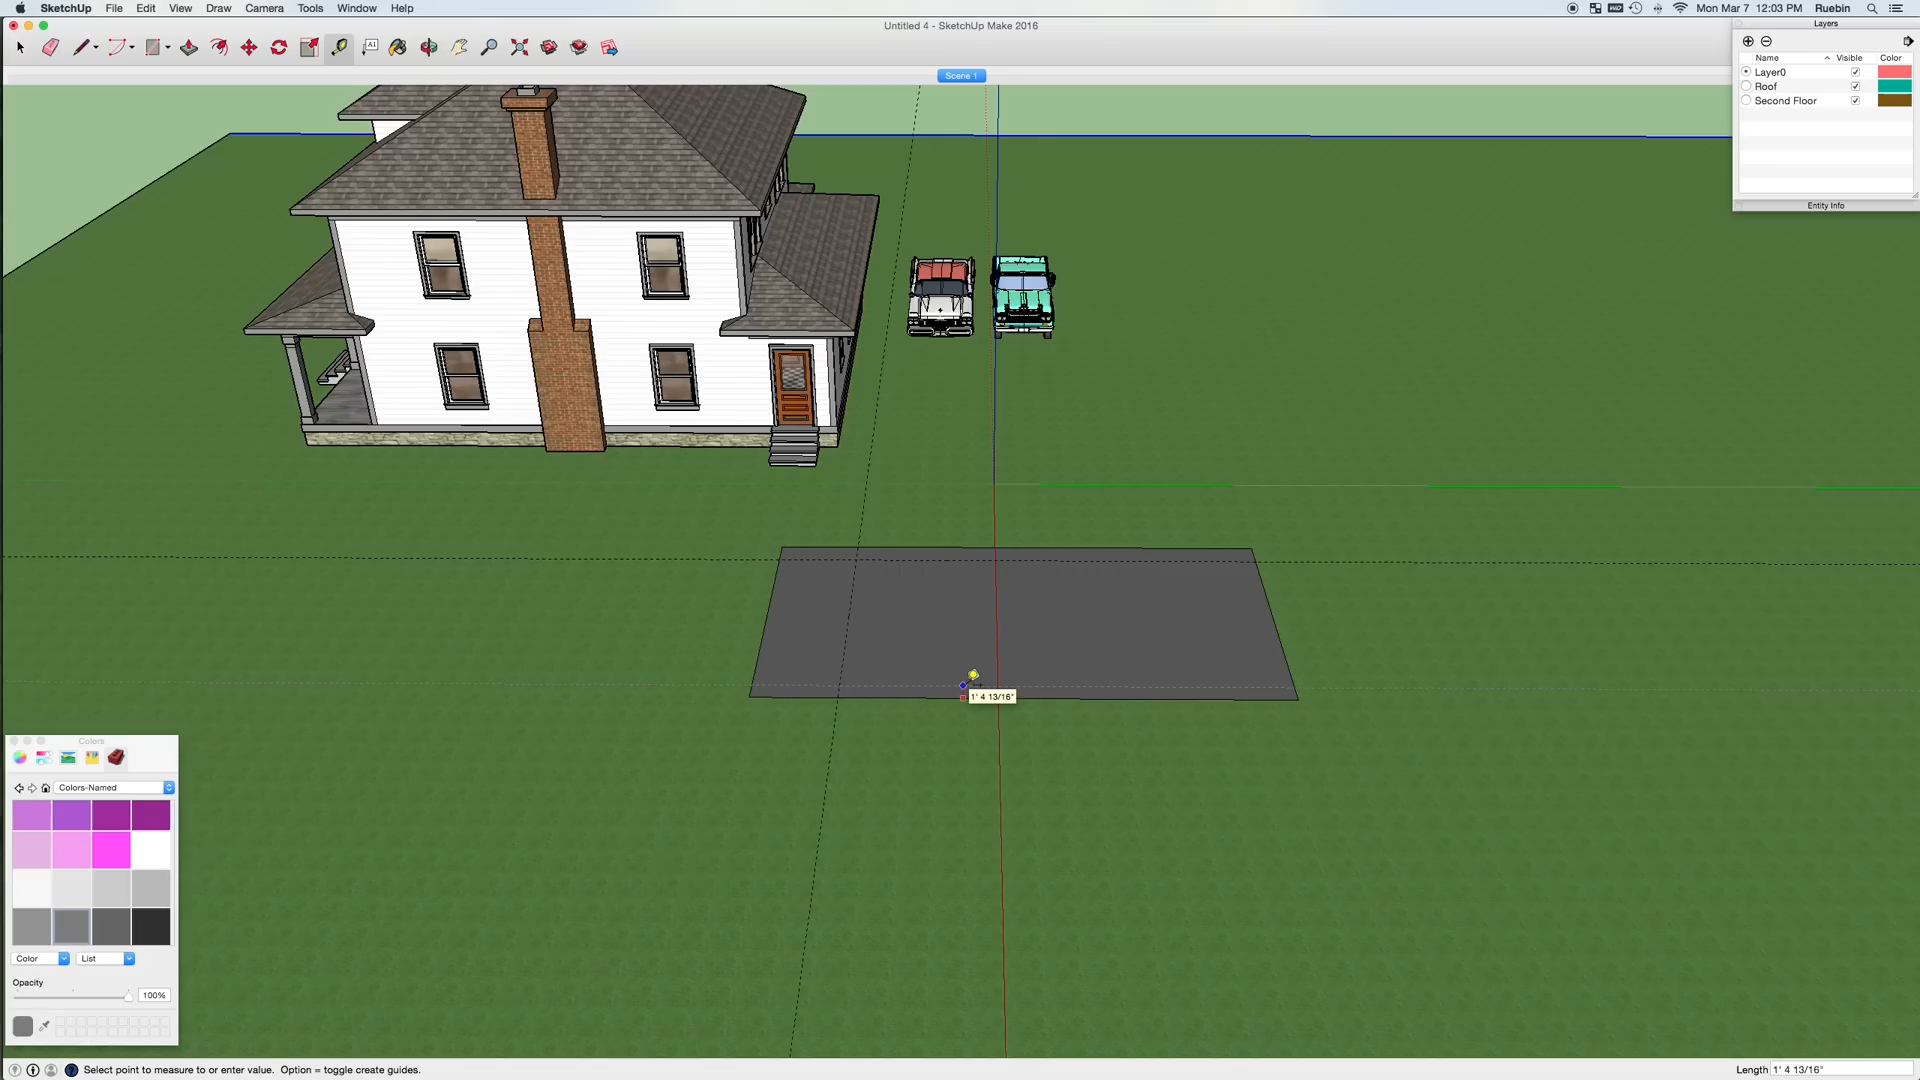 SketchUp File Edit View Draw Camera Tools Window Help
Mon Mar 7 12:03 PM Ruebin
Untitled 4 - SketchUp Make 2016
Scene 1
Layers
Name Visible Color
Layer0
Roof
Second Floor
Entity Info
1' 4 13/16"
Colors
Colors-Named
Color List
Opacity
100%
Select point to measure to or enter value. Option = toggle create guides.
Length 1' 4 13/16"